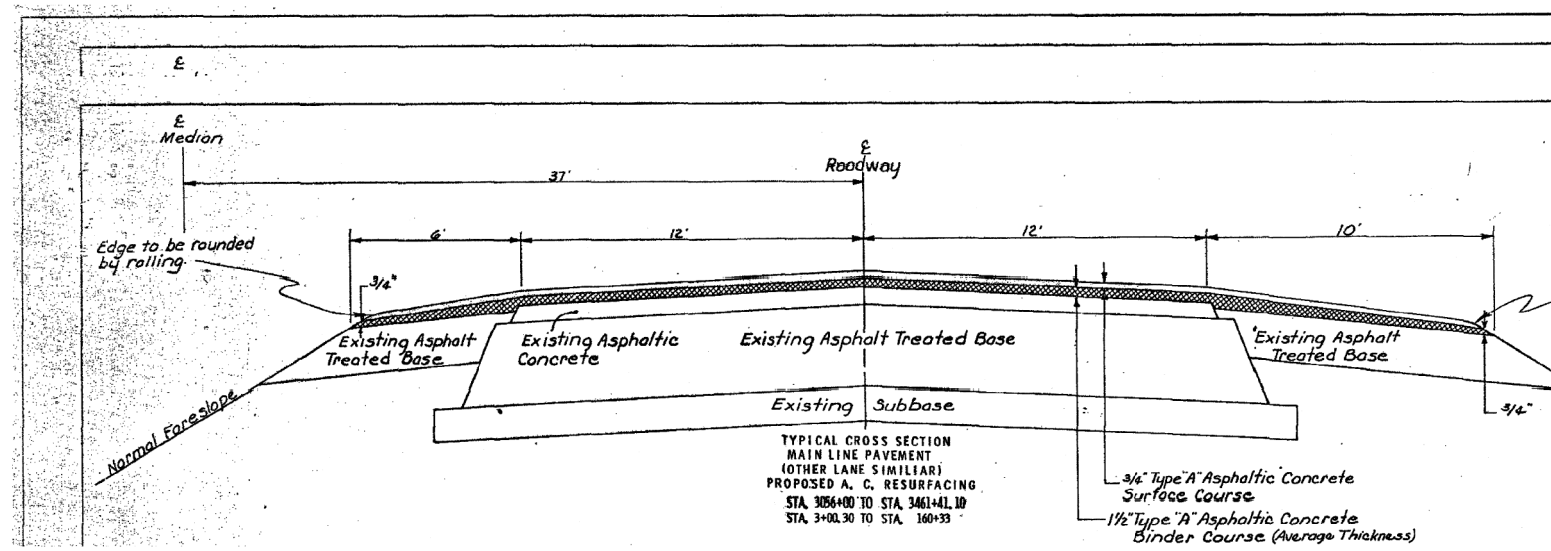 ℄
℄
Median
℄
Roadway
37'
6'
12'
12'
10'
Edge to be rounded
by rolling.
3/4"
Existing Asphalt
Treated Base
Existing Asphaltic
Concrete
Existing Asphalt Treated Base
Existing Asphalt
Treated Base
3/4"
Normal Foreslope
Existing Subbase
TYPICAL CROSS SECTION
MAIN LINE PAVEMENT
(OTHER LANE SIMILIAR)
PROPOSED A. C. RESURFACING
STA. 3056+00 TO STA. 3461+41.10
STA. 3+00.30 TO STA. 160+33
3/4" Type "A" Asphaltic Concrete
Surface Course
1½" Type "A" Asphaltic Concrete
Binder Course (Average Thickness)